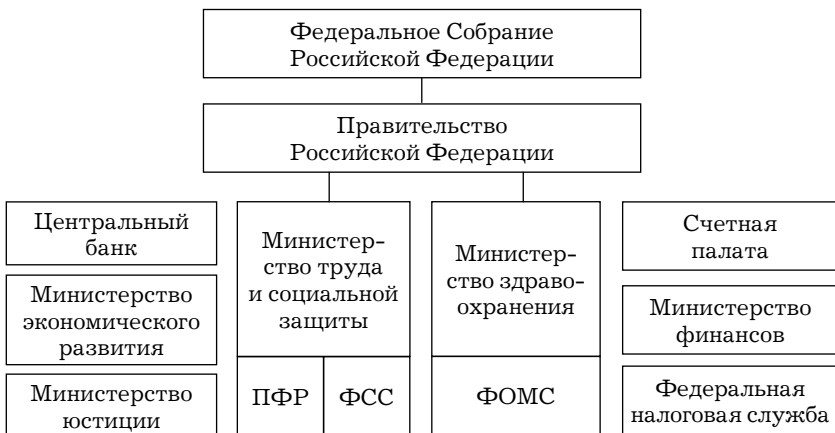 Федеральное Собрание
Российской Федерации
Правительство
Российской Федерации
Центральный
банк
Министерство
экономического
развития
Министерство
юстиции
Министер-
ство труда
и социальной
защиты
ПФР
ФСС
Министер-
ство здраво-
охранения
ФОМС
Счетная
палата
Министерство
финансов
Федеральная
налоговая служба